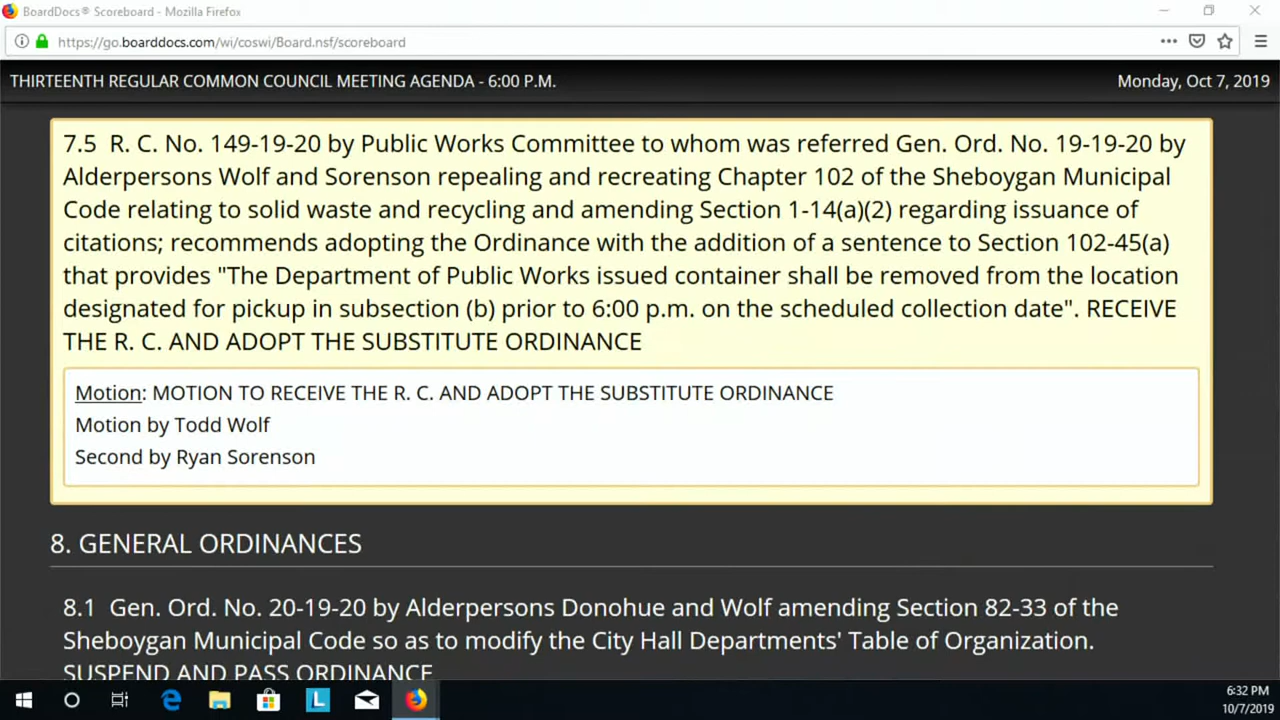 BoardDocs® Scoreboard - Mozilla Firefox
https://go.boarddocs.com/wi/coswi/Board.nsf/scoreboard
THIRTEENTH REGULAR COMMON COUNCIL MEETING AGENDA - 6:00 P.M.
Monday, Oct 7, 2019
7.5 R. C. No. 149-19-20 by Public Works Committee to whom was referred Gen. Ord. No. 19-19-20 by
Alderpersons Wolf and Sorenson repealing and recreating Chapter 102 of the Sheboygan Municipal
Code relating to solid waste and recycling and amending Section 1-14(a)(2) regarding issuance of
citations; recommends adopting the Ordinance with the addition of a sentence to Section 102-45(a)
that provides "The Department of Public Works issued container shall be removed from the location
designated for pickup in subsection (b) prior to 6:00 p.m. on the scheduled collection date". RECEIVE
THE R. C. AND ADOPT THE SUBSTITUTE ORDINANCE
Motion: MOTION TO RECEIVE THE R. C. AND ADOPT THE SUBSTITUTE ORDINANCE
Motion by Todd Wolf
Second by Ryan Sorenson
8. GENERAL ORDINANCES
8.1 Gen. Ord. No. 20-19-20 by Alderpersons Donohue and Wolf amending Section 82-33 of the
Sheboygan Municipal Code so as to modify the City Hall Departments' Table of Organization.
SUSPEND AND PASS ORDINANCE
L
6:32 PM
10/7/2019